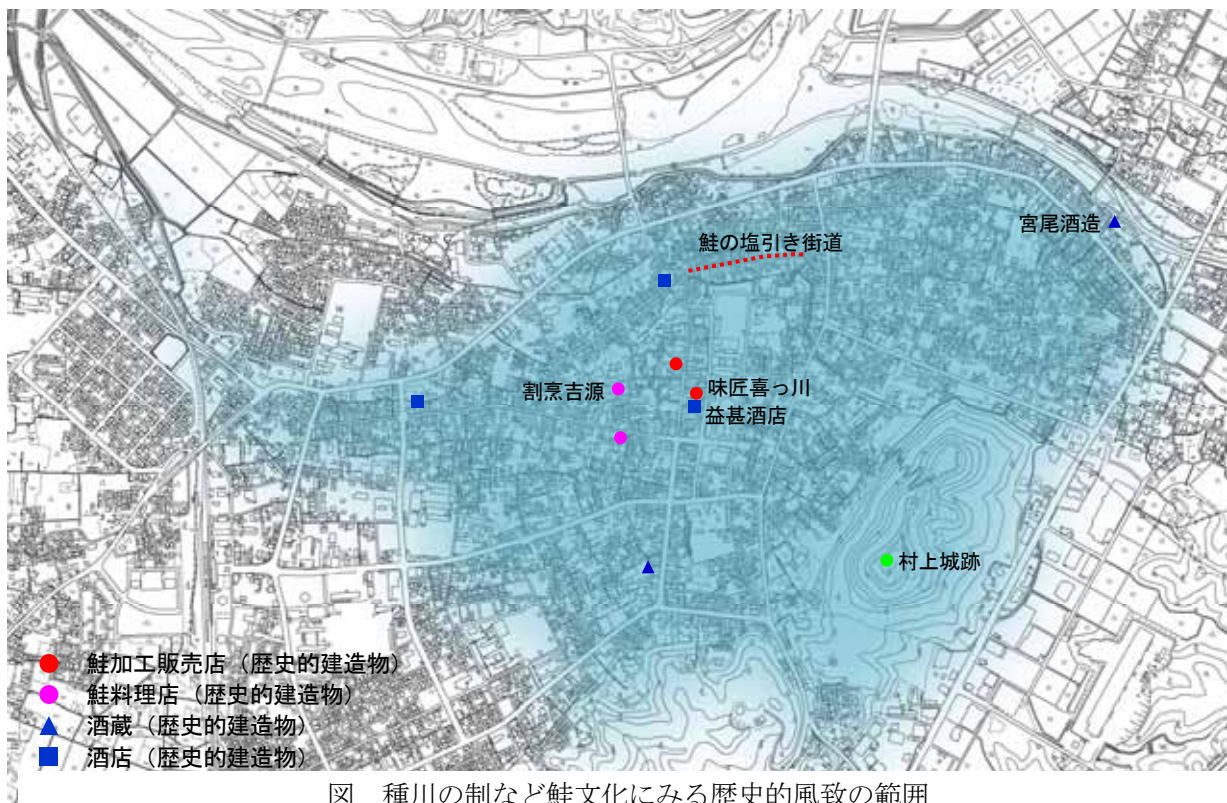 宮尾酒造
鮭の塩引き街道
割烹吉源
味匠喜っ川
益甚酒店
村上城跡
鮭加工販売店（歴史的建造物）
鮭料理店（歴史的建造物）
酒蔵（歴史的建造物）
酒店（歴史的建造物）
図　種川の制など鮭文化にみる歴史的風致の範囲